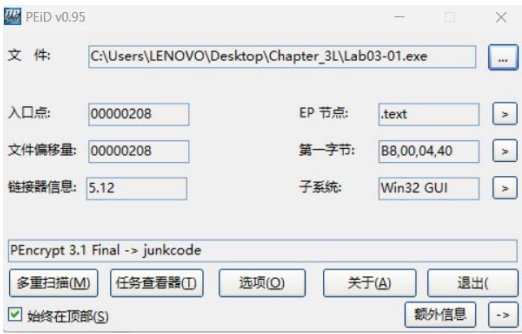 PEiD v0.95
文 件: C:\Users\LENOVO\Desktop\Chapter_3L\Lab03-01.exe ...
入口点: 00000208 EP 节点: .text >
文件偏移量: 00000208 第一字节: B8,00,04,40 >
链接器信息: 5.12 子系统: Win32 GUI >
PEncrypt 3.1 Final -> junkcode
多重扫描(M) 任务查看器(T) 选项(O) 关于(A) 退出(
始终在顶部(S) 额外信息 ->